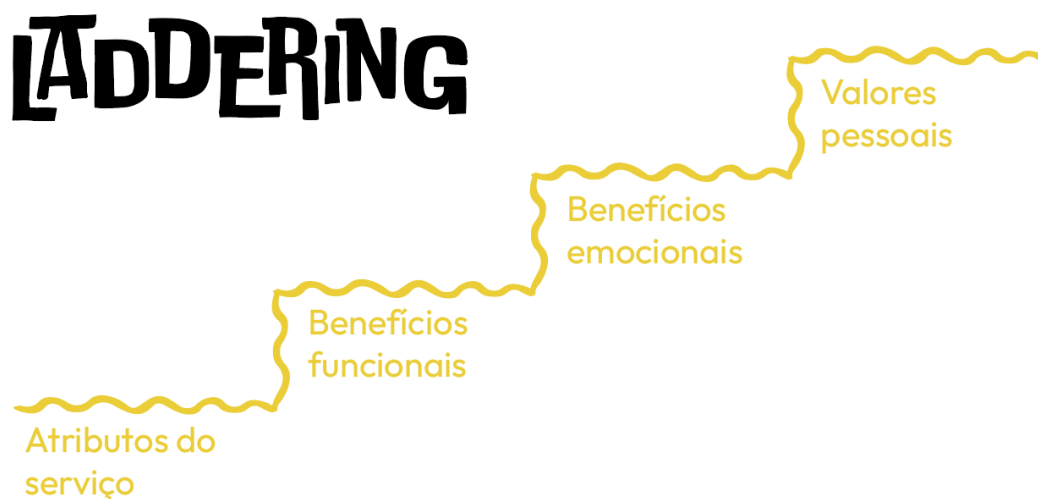 LADDERING
Valores
pessoais
Benefícios
emocionais
Benefícios
funcionais
Atributos do
serviço